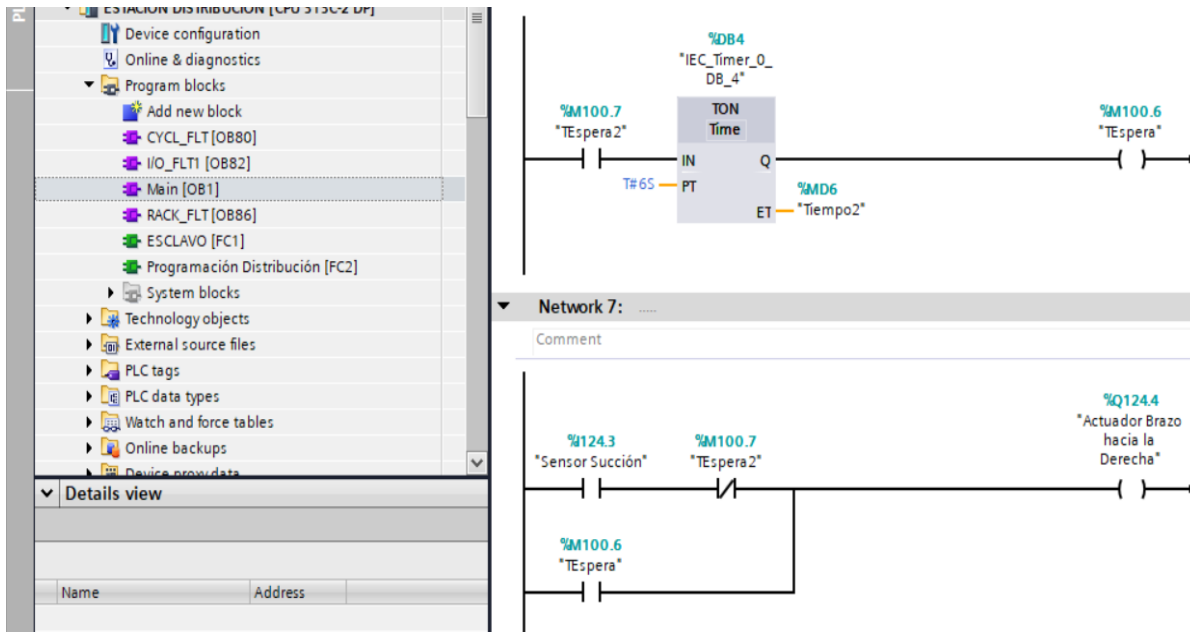 PL
ESTACIÓN DISTRIBUCIÓN [CPU 313C-2 DP]
Device configuration
Online & diagnostics
Program blocks
Add new block
CYCL_FLT [OB80]
I/O_FLT1 [OB82]
Main [OB1]
RACK_FLT [OB86]
ESCLAVO [FC1]
Programación Distribución [FC2]
System blocks
Technology objects
External source files
PLC tags
PLC data types
Watch and force tables
Online backups
Device proxy data
Details view
Name Address
%DB4
"IEC_Timer_0_
DB_4"
%M100.7
"TEspera2"
TON
Time
%M100.6
"TEspera"
IN Q
T#6S PT
%MD6
ET "Tiempo2"
Network 7: .....
Comment
%I124.3
"Sensor Succión"
%M100.7
"TEspera2"
%Q124.4
"Actuador Brazo
hacia la
Derecha"
%M100.6
"TEspera"